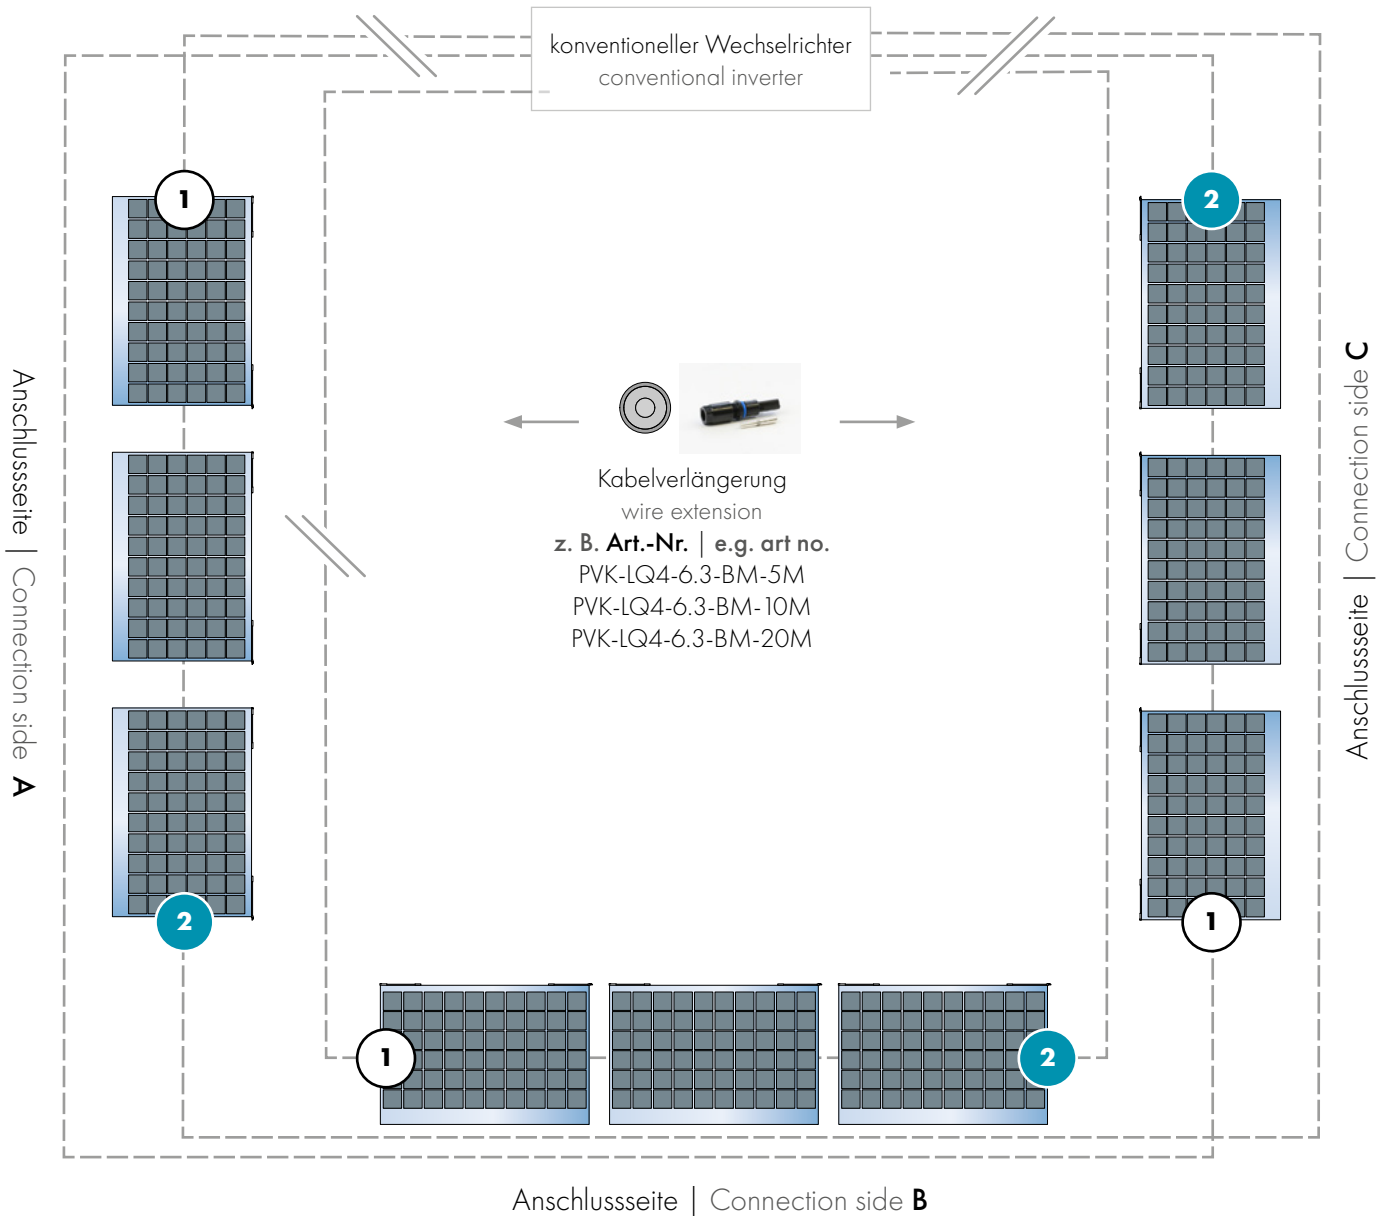 konventioneller Wechselrichter
conventional inverter
1
2
Anschlussseite | Connection side A
Anschlussseite | Connection side C
Kabelverlängerung
wire extension
z. B. Art.-Nr. | e.g. art no.
PVK-LQ4-6.3-BM-5M
PVK-LQ4-6.3-BM-10M
PVK-LQ4-6.3-BM-20M
2
1
1
2
Anschlussseite | Connection side B